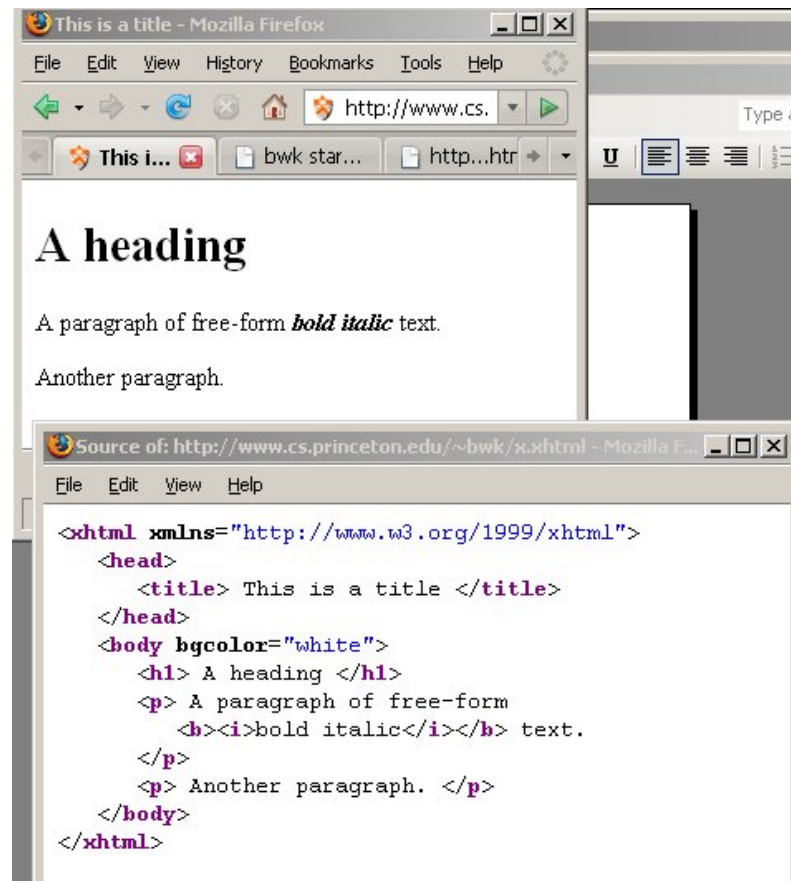 This is a title - Mozilla Firefox
File Edit View History Bookmarks Tools Help
http://www.cs.
Type
This i... bwk star... http...htr
U
A heading
A paragraph of free-form bold italic text.
Another paragraph.
Source of: http://www.cs.princeton.edu/~bwk/x.xhtml - Mozilla F...
File Edit View Help
<xhtml xmlns="http://www.w3.org/1999/xhtml">
<head>
<title> This is a title </title>
</head>
<body bgcolor="white">
<h1> A heading </h1>
<p> A paragraph of free-form
<b><i>bold italic</i></b> text.
</p>
<p> Another paragraph. </p>
</body>
</xhtml>